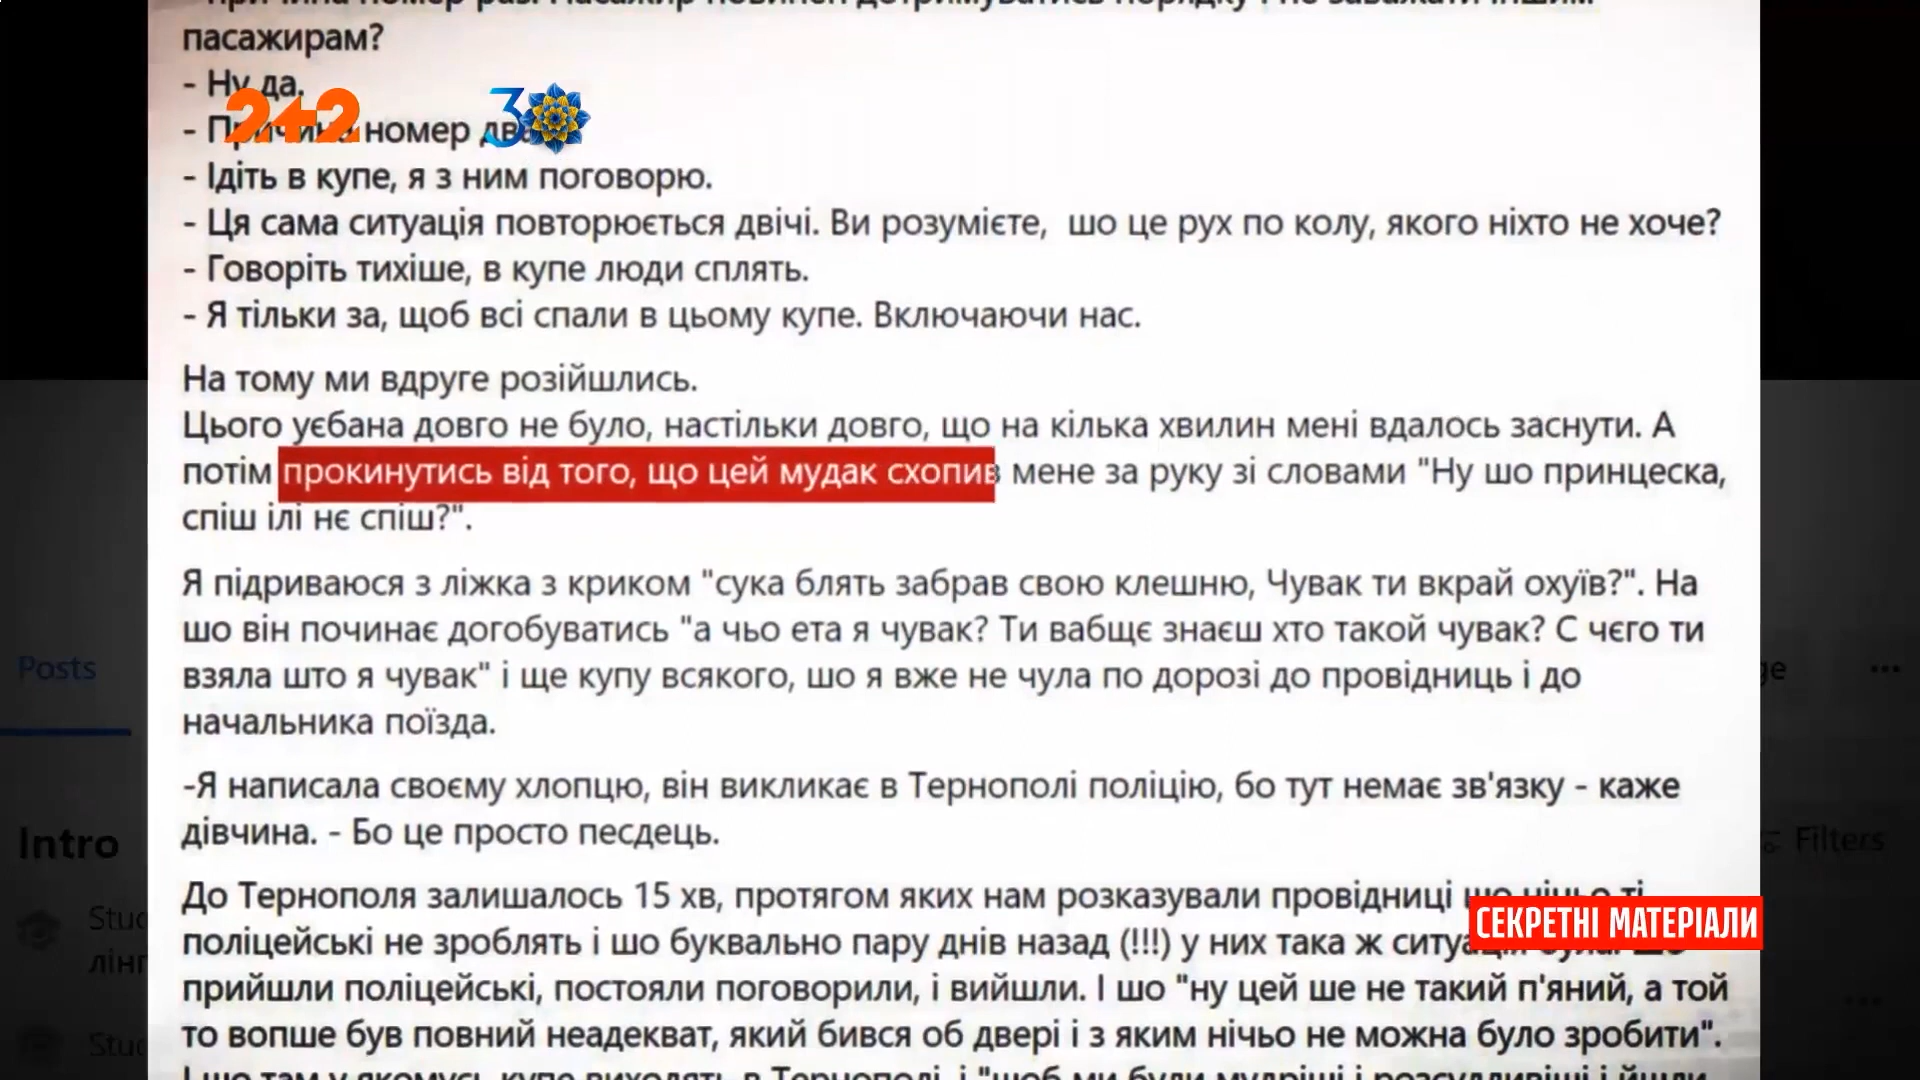 пасажирам?
- Ну да.
- Причина номер два
- Ідіть в купе, я з ним поговорю.
- Ця сама ситуація повторюється двічі. Ви розумієте,  шо це рух по колу, якого ніхто не хоче?
- Говоріть тихіше, в купе люди сплять.
- Я тільки за, щоб всі спали в цьому купе. Включаючи нас.
На тому ми вдруге розійшлись.
Цього уєбана довго не було, настільки довго, що на кілька хвилин мені вдалось заснути. А
потім прокинутись від того, що цей мудак схопив мене за руку зі словами "Ну шо принцеска,
спіш ілі нє спіш?".
Я підриваюся з ліжка з криком "сука блять забрав свою клешню, Чувак ти вкрай охуїв?". На
шо він починає догобуватись "а чьо ета я чувак? Ти вабщє знаєш хто такой чувак? С чєго ти
взяла што я чувак" і ще купу всякого, шо я вже не чула по дорозі до провідниць і до
начальника поїзда.
-Я написала своєму хлопцю, він викликає в Тернополі поліцію, бо тут немає зв'язку - каже
дівчина. - Бо це просто песдець.
До Тернополя залишалось 15 хв, протягом яких нам розказували провідниці шо нічьо ті
поліцейські не зроблять і шо буквально пару днів назад (!!!) у них така ж ситуація була. Шо
прийшли поліцейські, постояли поговорили, і вийшли. І шо "ну цей ше не такий п'яний, а той
то вопше був повний неадекват, який бився об двері і з яким нічьо не можна було зробити".
2+2
30
Posts
Intro
Filters
СЕКРЕТНІ МАТЕРІАЛИ